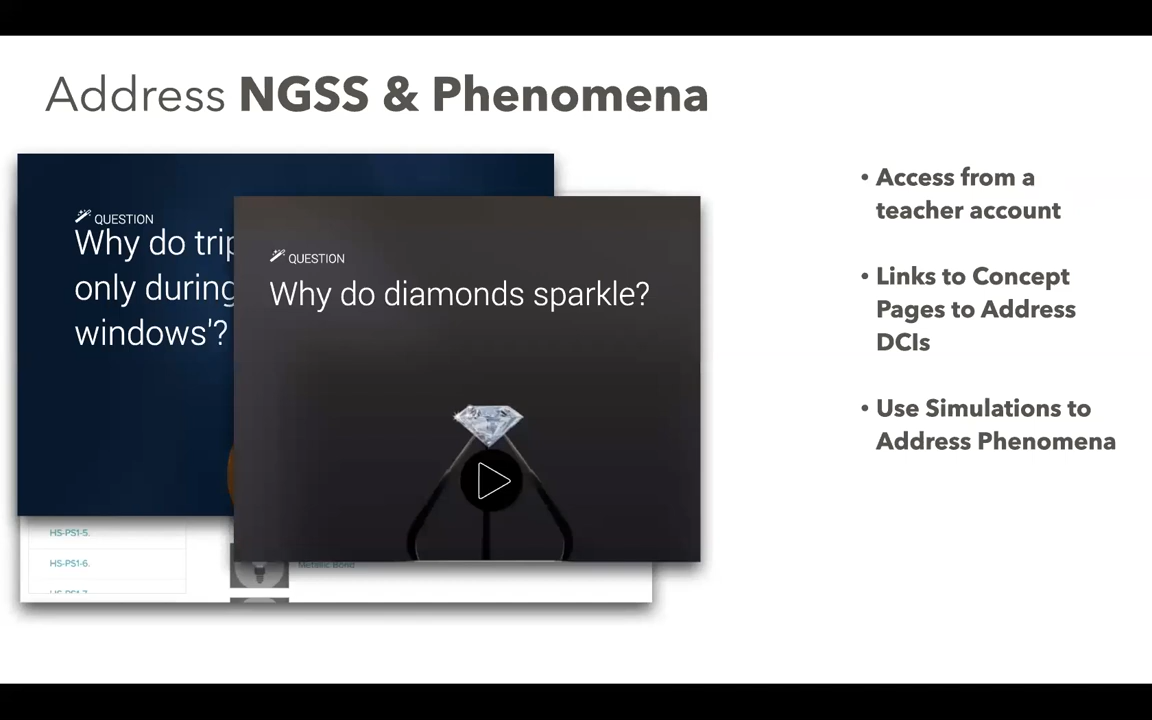 Address NGSS & Phenomena
QUESTION
Why do
only during
windows'?
QUESTION
Why do diamonds sparkle?
HS-PS1-5.
HS-PS1-6.
Metallic Bond
• Access from a
teacher account
• Links to Concept
Pages to Address
DCIs
• Use Simulations to
Address Phenomena